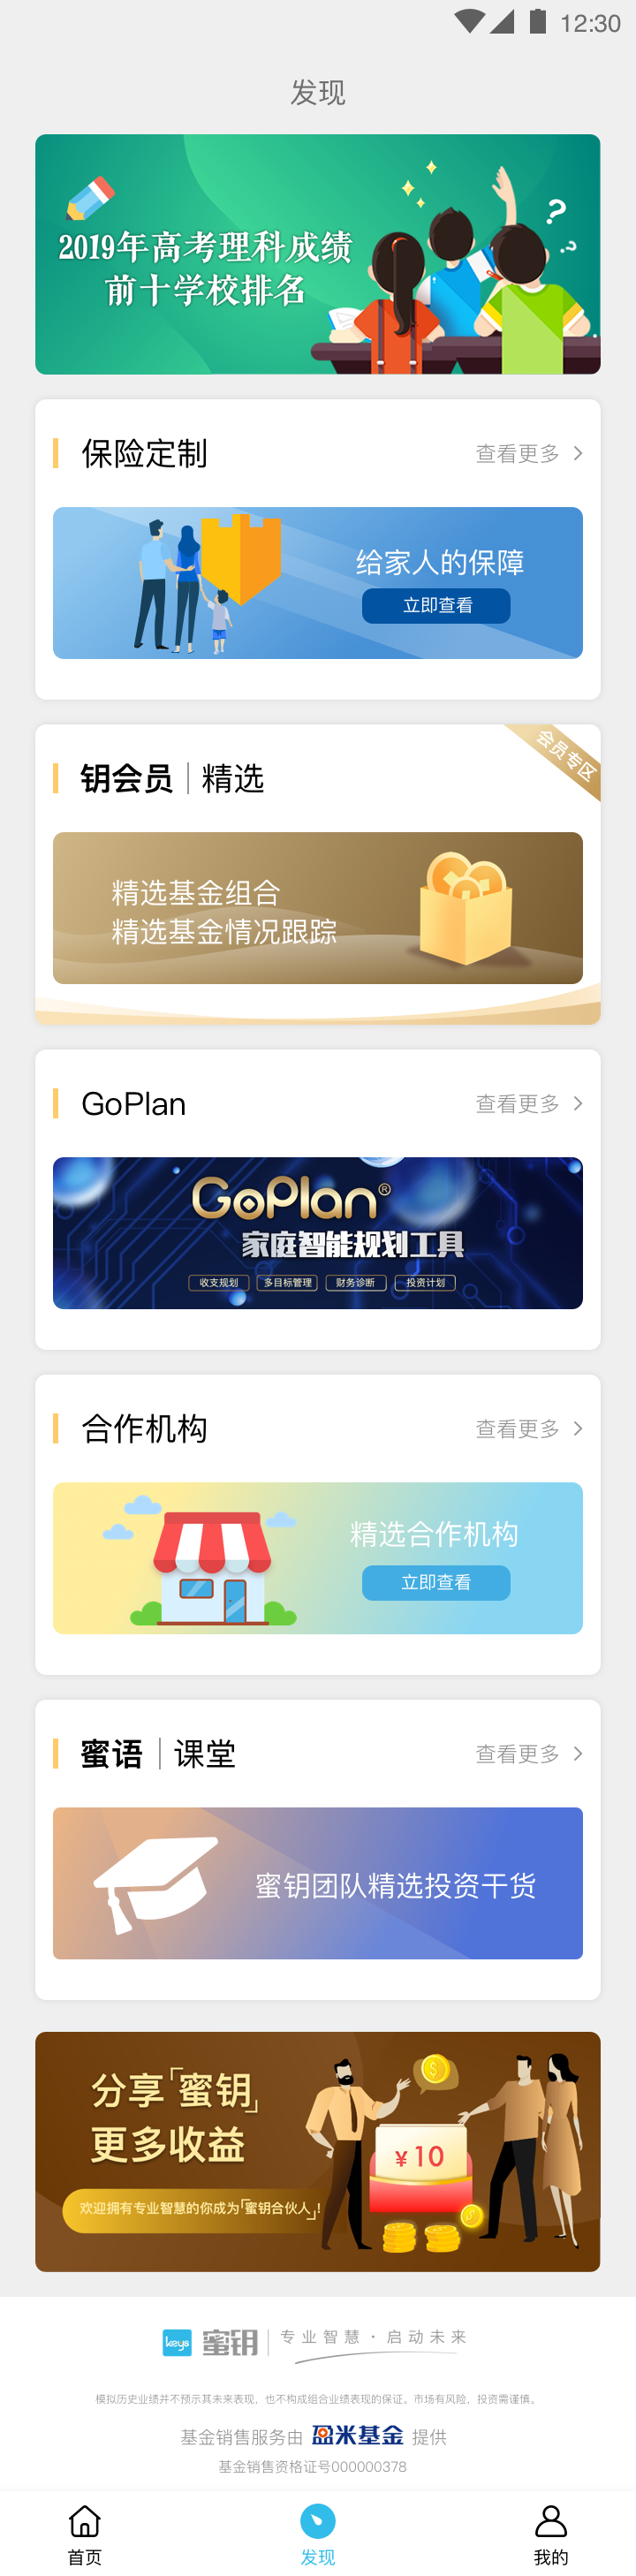 12:30
发现
2019年高考理科成绩
前十学校排名
保险定制
查看更多
给家人的保障
立即查看
会员专区
钥会员｜精选
精选基金组合
精选基金情况跟踪
GoPlan
查看更多
GoPlan®
家庭智能规划工具
收支规划 多目标管理 财务诊断 投资计划
合作机构
查看更多
精选合作机构
立即查看
蜜语｜课堂
查看更多
蜜钥团队精选投资干货
分享「蜜钥」
更多收益
¥10
欢迎拥有专业智慧的你成为「蜜钥合伙人」!
keys 蜜钥 专业智慧·启动未来
模拟历史业绩并不预示其未来表现，也不构成组合业绩表现的保证。市场有风险，投资需谨慎。
基金销售服务由 盈米基金 提供
基金销售资格证号000000378
首页 发现 我的